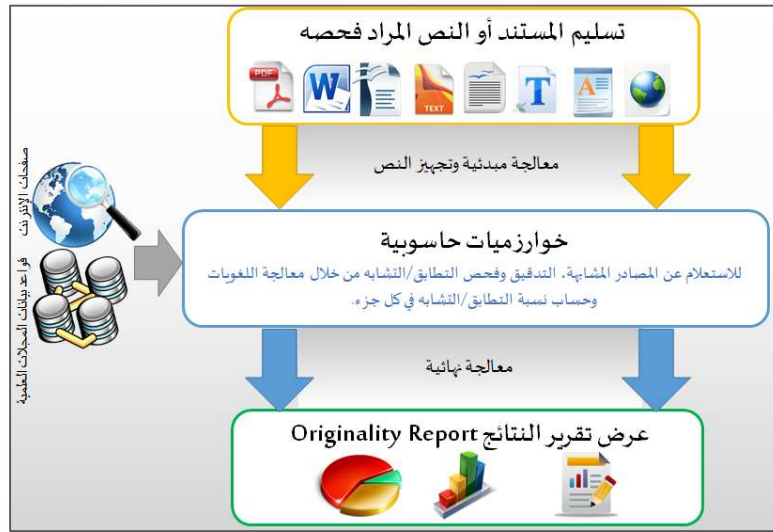 تسليم المستند أو النص المراد فحصه
PDF
W
TEXT
T
A
معالجة مبدئية وتجهيز النص
صفحات الإنترنت
قواعد بيانات المجلات العلمية
خوارزميات حاسوبية
للاستعلام عن المصادر المشابهة، التدقيق وفحص التطابق/التشابه من خلال معالجة اللغويات
وحساب نسبة التطابق/التشابه في كل جزء.
معالجة نهائية
عرض تقرير النتائج Originality Report